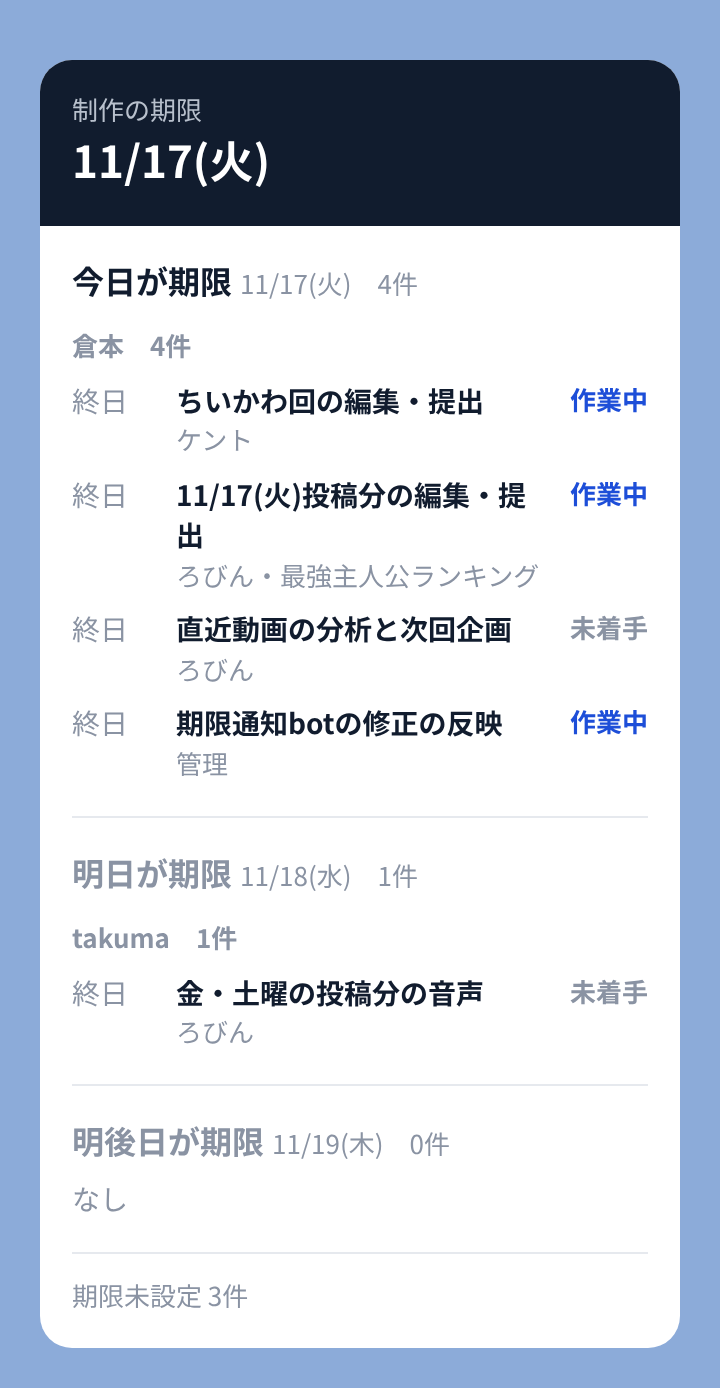 制作の期限
11/17(火)
今日が期限 11/17(火)　4件
倉本　4件
終日 ちいかわ回の編集・提出 作業中
ケント
終日 11/17(火)投稿分の編集・提 作業中
出
ろびん・最強主人公ランキング
終日 直近動画の分析と次回企画 未着手
ろびん
終日 期限通知botの修正の反映 作業中
管理
明日が期限 11/18(水)　1件
takuma　1件
終日 金・土曜の投稿分の音声 未着手
ろびん
明後日が期限 11/19(木)　0件
なし
期限未設定 3件